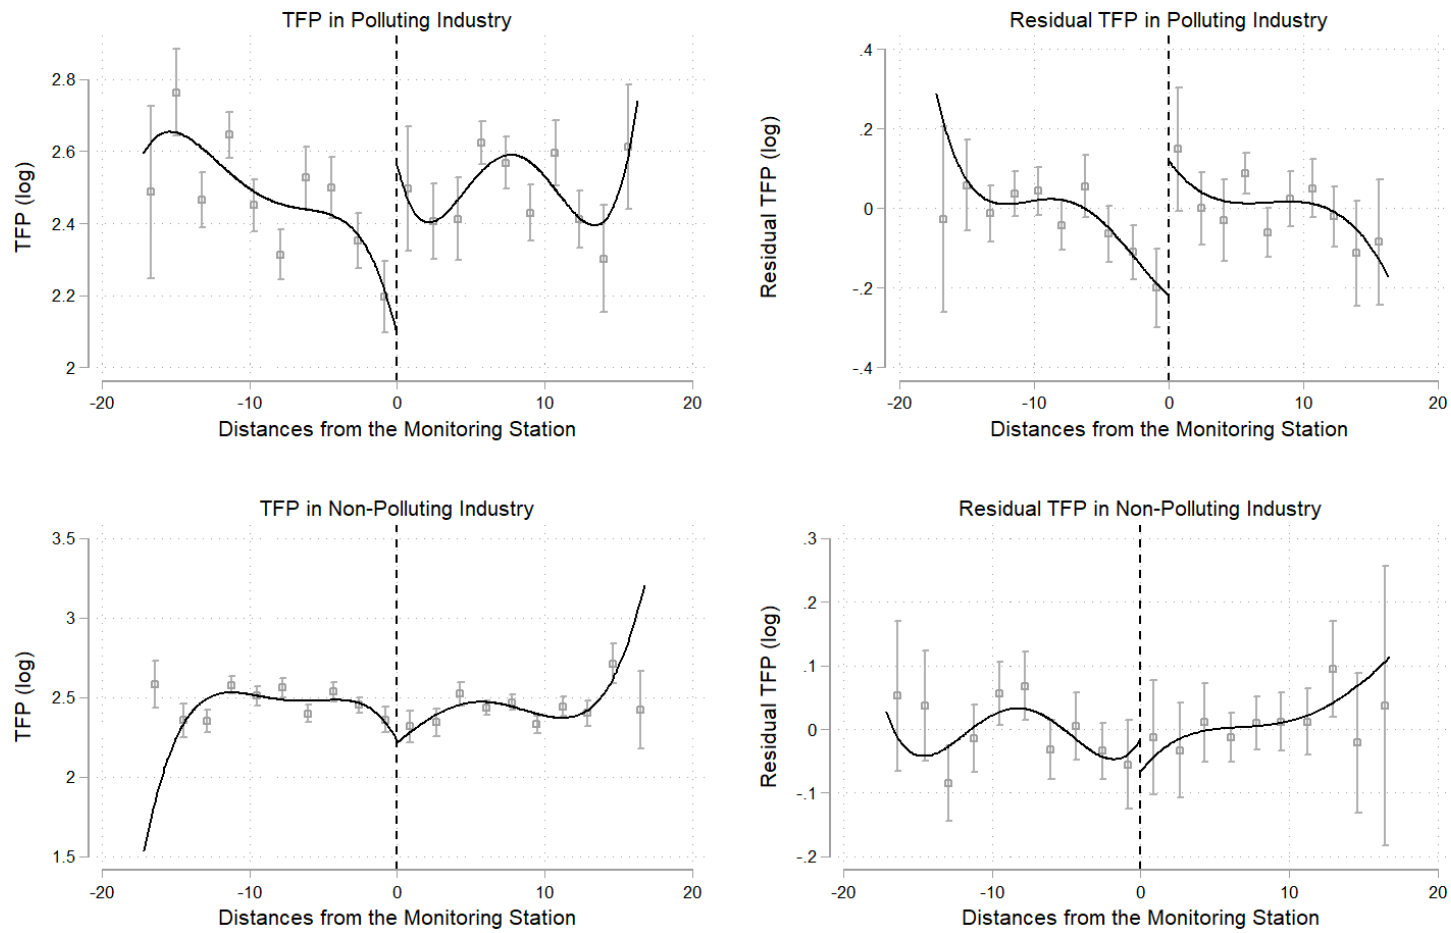 TFP in Polluting Industry
TFP (log)
2.8
2.6
2.4
2.2
2
-20 -10 0 10 20
Distances from the Monitoring Station
Residual TFP in Polluting Industry
Residual TFP (log)
.4
.2
0
-.2
-.4
-20 -10 0 10 20
Distances from the Monitoring Station
TFP in Non-Polluting Industry
TFP (log)
3.5
3
2.5
2
1.5
-20 -10 0 10 20
Distances from the Monitoring Station
Residual TFP in Non-Polluting Industry
Residual TFP (log)
.3
.2
.1
0
-.1
-.2
-20 -10 0 10 20
Distances from the Monitoring Station